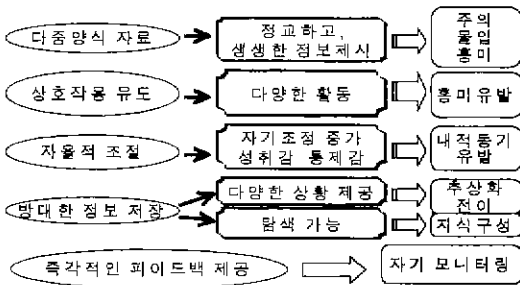 다중양식 자료
정교하고,
생생한 정보제시
주의
몰입
흥미
상호작용 유도
다양한 활동
흥미유발
자율적 조절
자기조정 증가
성취감 통제감
내적동기
유발
방대한 정보 저장
다양한 상황 제공
추상화
전이
탐색 가능
지식구성
즉각적인 피이드백 제공
자기 모니터링